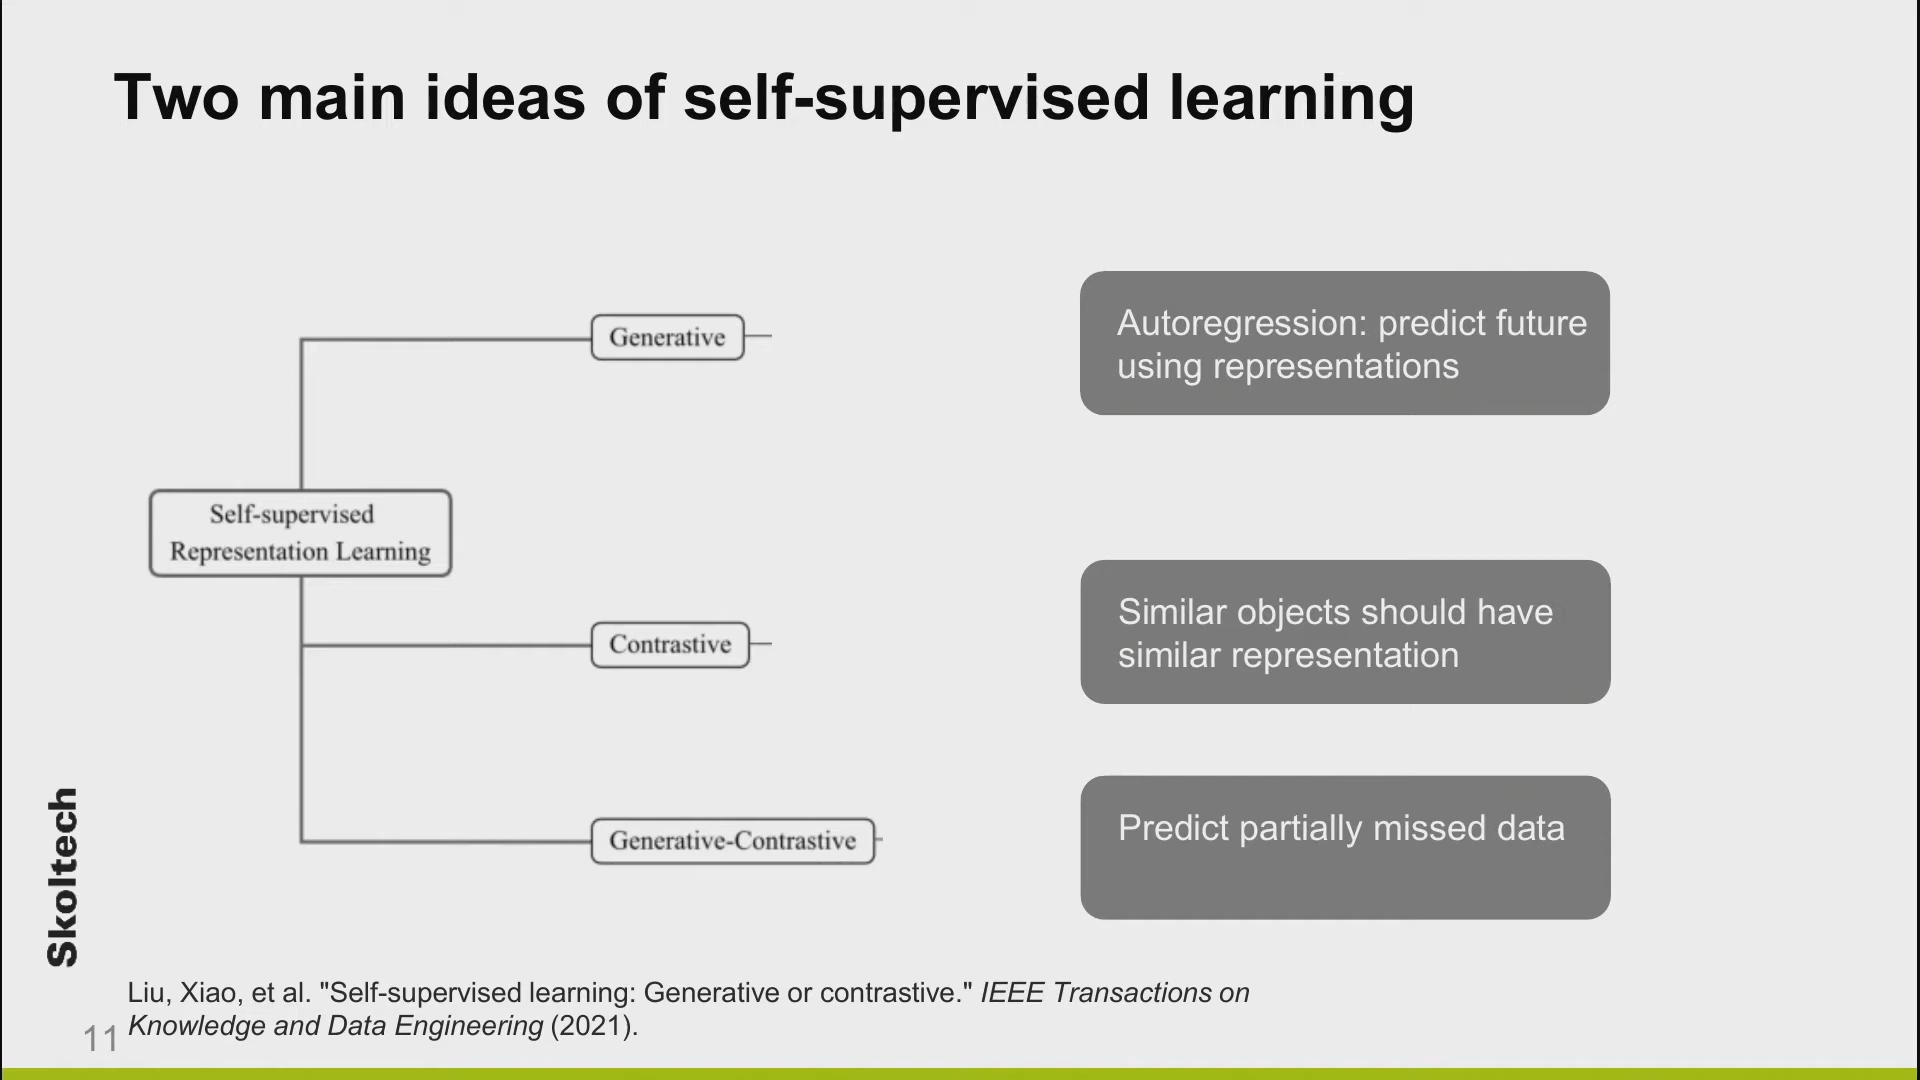 Two main ideas of self-supervised learning
Generative
Autoregression: predict future
using representations
Self-supervised
Representation Learning
Contrastive
Similar objects should have
similar representation
Generative-Contrastive
Predict partially missed data
Skoltech
Liu, Xiao, et al. "Self-supervised learning: Generative or contrastive." IEEE Transactions on
Knowledge and Data Engineering (2021).
11